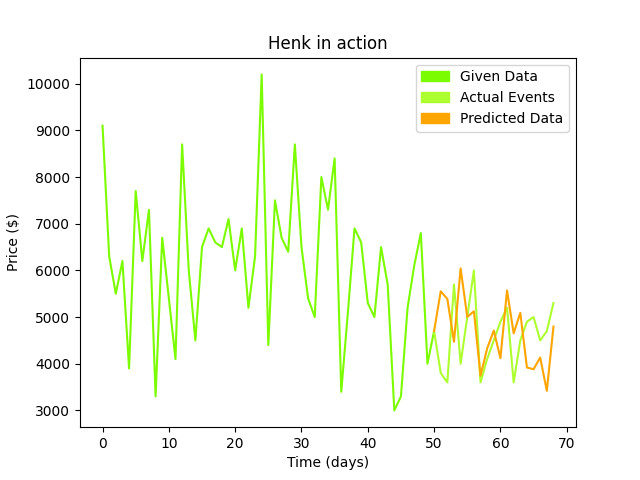 Henk in action
Given Data
Actual Events
Predicted Data
Price ($)
10000
9000
8000
7000
6000
5000
4000
3000
0 10 20 30 40 50 60 70
Time (days)